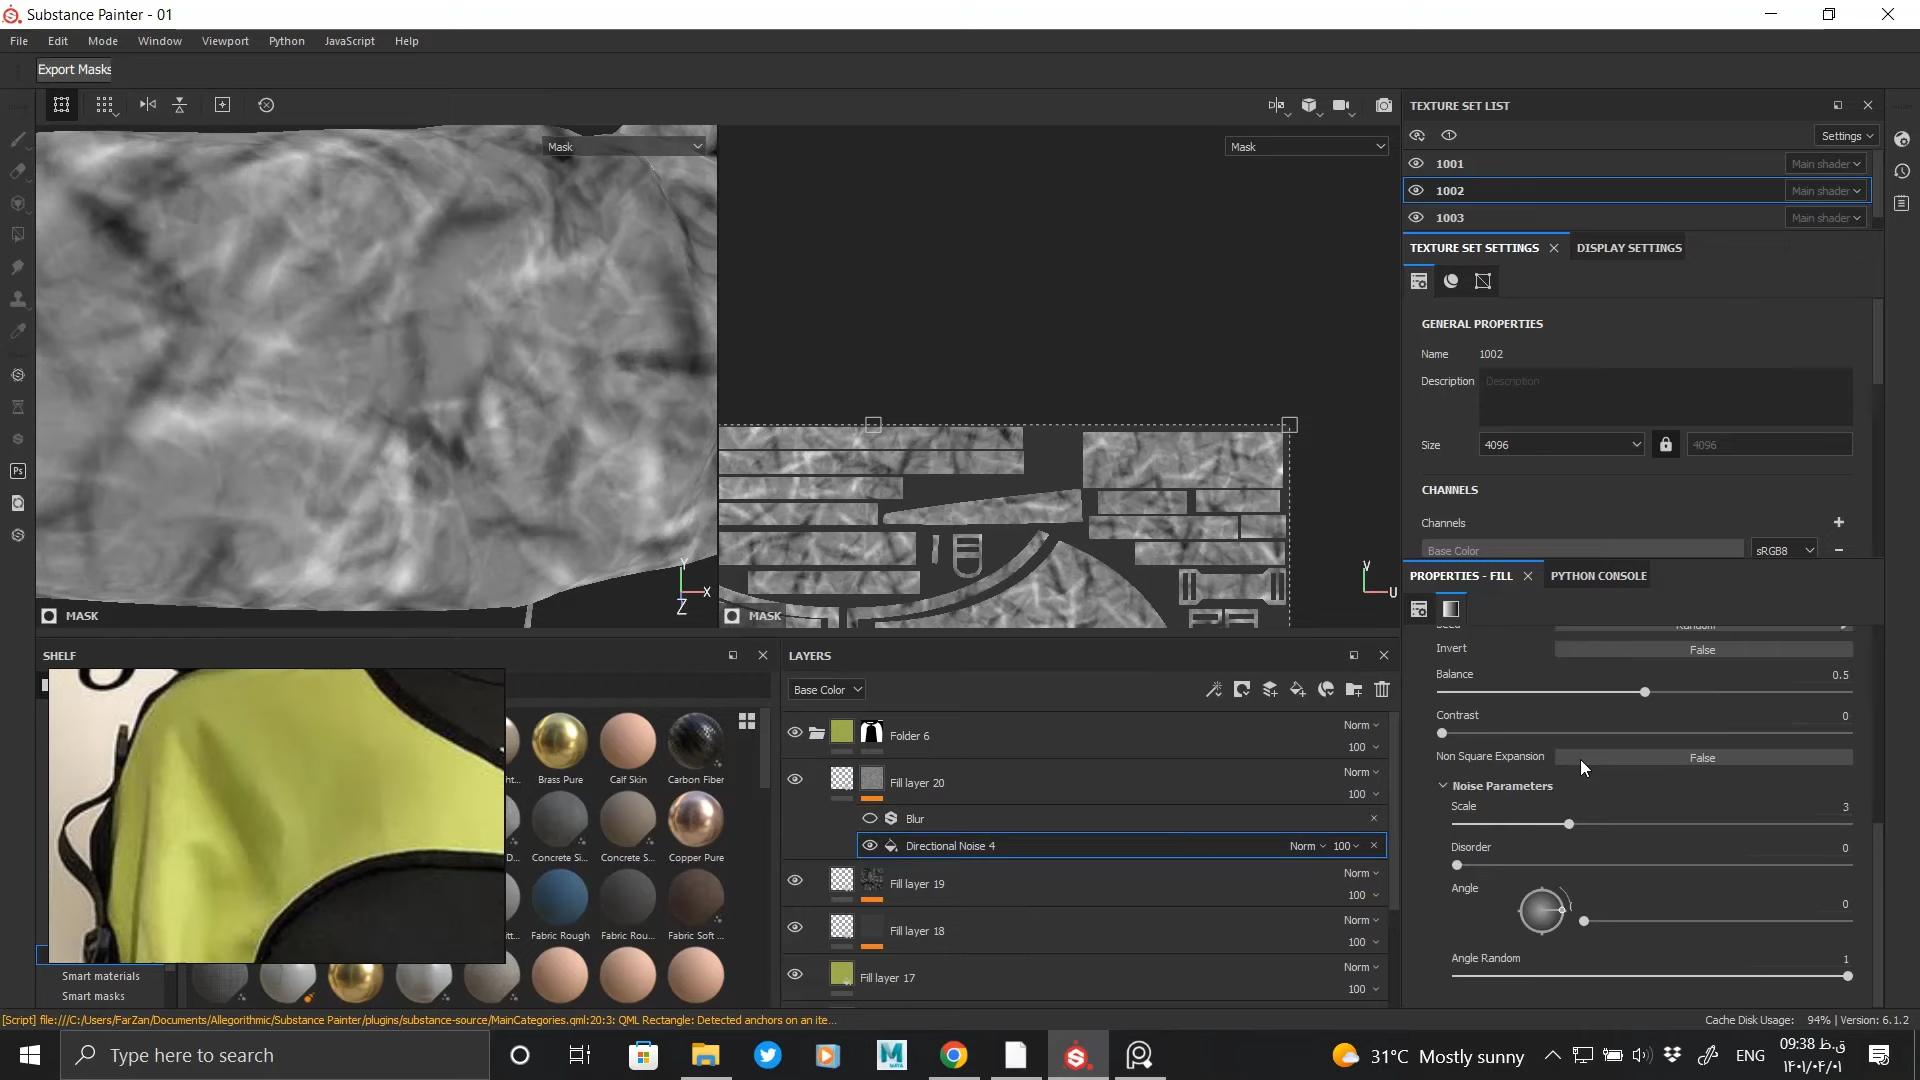 Substance Painter - 01
File Edit Mode Window Viewport Python JavaScript Help
Export Masks
Mask
Mask
Y
X
Z
V
U
MASK
MASK
TEXTURE SET LIST
Settings
1001 Main shader
1002 Main shader
1003 Main shader
TEXTURE SET SETTINGS DISPLAY SETTINGS
GENERAL PROPERTIES
Name 1002
Description Description
Size 4096 4096
CHANNELS
Channels
Base Color sRGB8
PROPERTIES - FILL PYTHON CONSOLE
Invert False
Balance 0.5
Contrast 0
Non Square Expansion False
Noise Parameters
Scale 3
Disorder 0
Angle 0
Angle Random 1
SHELF
Brass Pure Calf Skin Carbon Fiber
Concrete Si... Concrete S... Copper Pure
Fabric Rough Fabric Rou... Fabric Soft ...
Smart materials
Smart masks
LAYERS
Base Color
Folder 6 Norm 100
Fill layer 20 Norm 100
Blur
Directional Noise 4 Norm 100
Fill layer 19 Norm 100
Fill layer 18 Norm 100
Fill layer 17 Norm 100
[Script] file:///C:/Users/FarZan/Documents/Allegorithmic/Substance Painter/plugins/substance-source/MainCategories.qml:20:3: QML Rectangle: Detected anchors on an ite...
Cache Disk Usage: 94% | Version: 6.1.2
Type here to search
Ps
31°C Mostly sunny
ENG
09:38 ق.ظ
۱۴۰۱/۰۴/۰۱